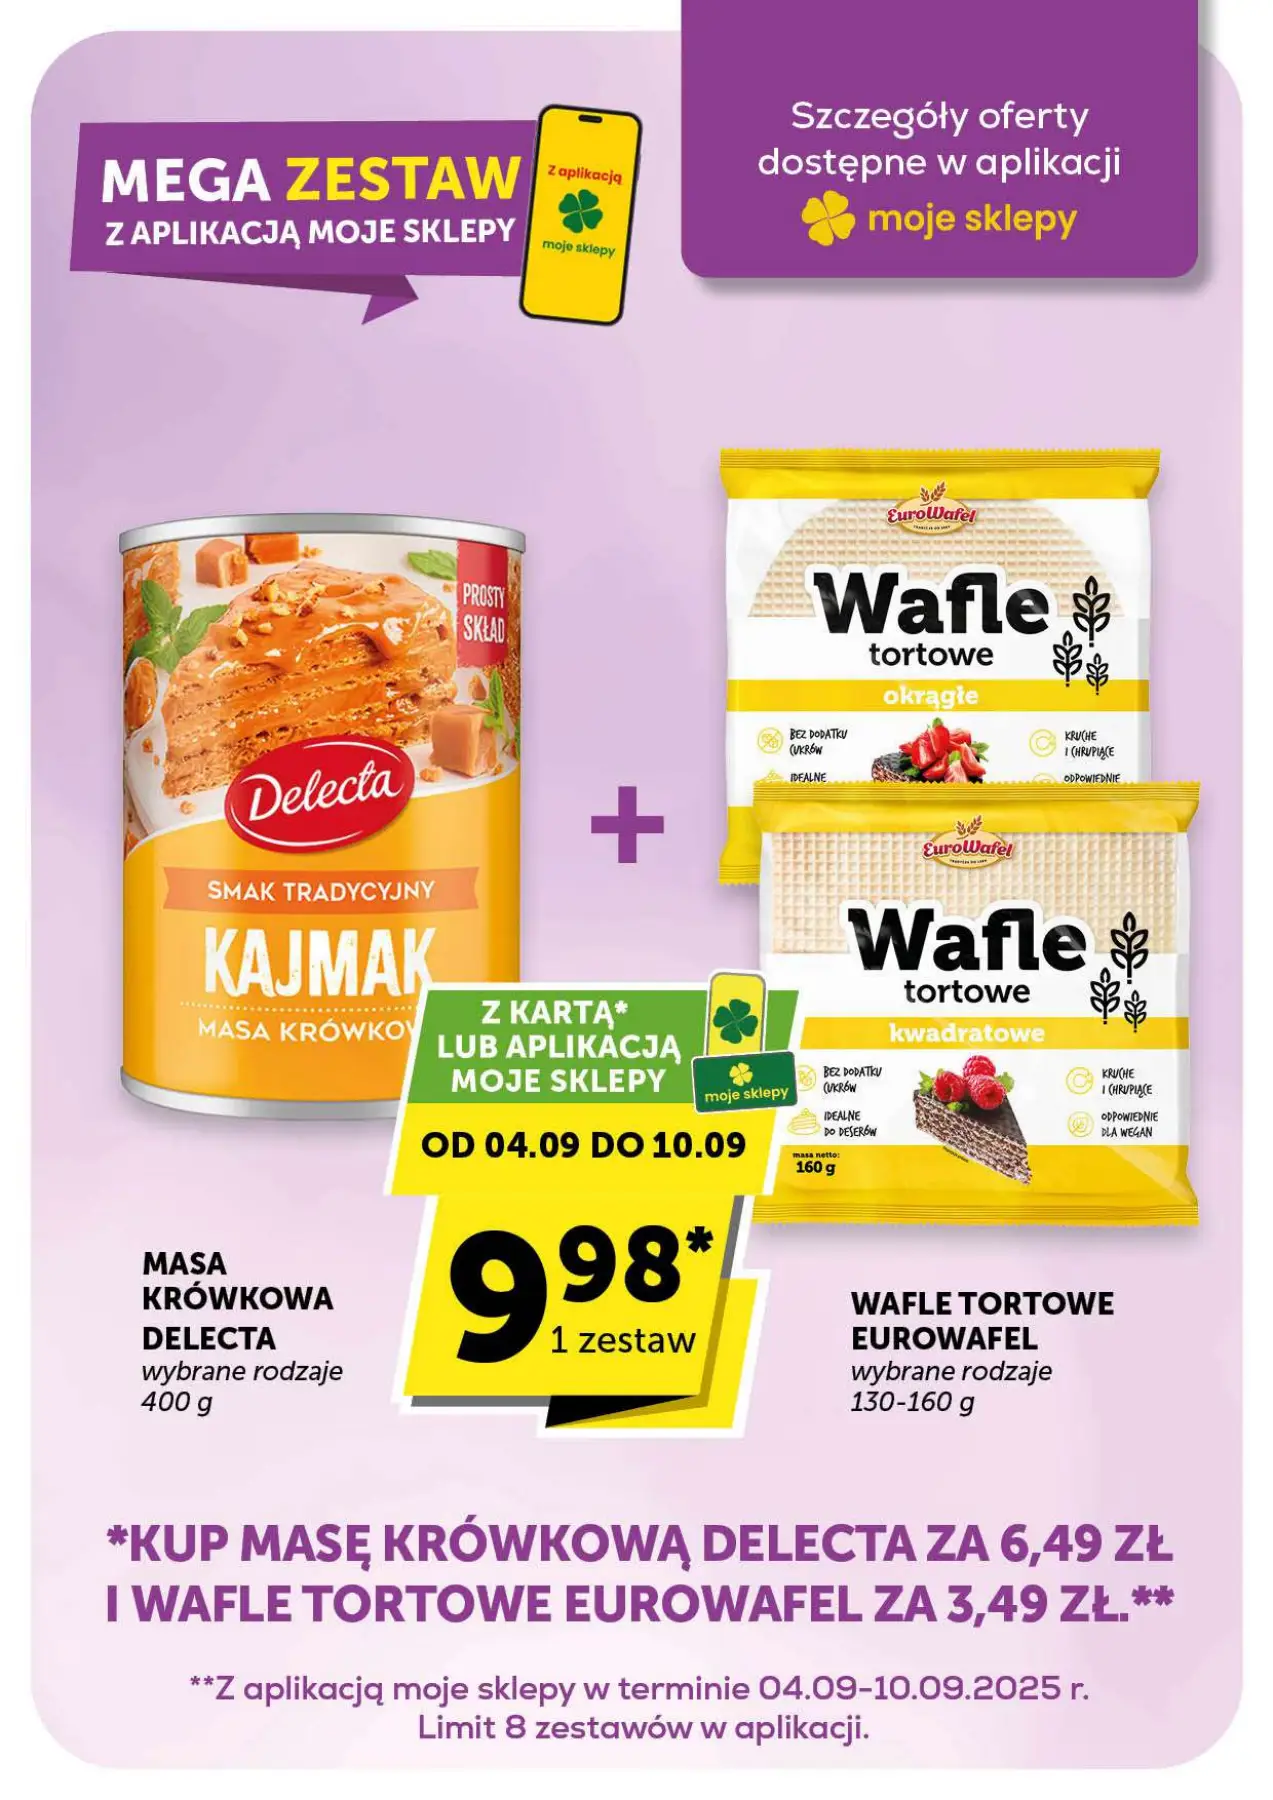 Szczegóły oferty
dostępne w aplikacji
moje sklepy
MEGA ZESTAW
Z APLIKACJĄ MOJE SKLEPY
Z aplikacją
moje sklepy
PROSTY
SKŁAD
Delecta
SMAK TRADYCYJNY
KAJMAK
MASA KRÓWKOW
+
EuroWafel
Wafle
tortowe
okrągłe
BEZ DODATKU
CUKRÓW
KRUCHE
I CHRUPIĄCE
IDEALNE
ODPOWIEDNIE
EuroWafel
Wafle
tortowe
kwadratowe
BEZ DODATKU
CUKRÓW
KRUCHE
I CHRUPIĄCE
IDEALNE
DO DESERÓW
ODPOWIEDNIE
DLA WEGAN
masa netto:
160 g
Z KARTĄ*
LUB APLIKACJĄ
MOJE SKLEPY
moje sklepy
OD 04.09 DO 10.09
9 98*
1 zestaw
MASA
KRÓWKOWA
DELECTA
wybrane rodzaje
400 g
WAFLE TORTOWE
EUROWAFEL
wybrane rodzaje
130-160 g
*KUP MASĘ KRÓWKOWĄ DELECTA ZA 6,49 ZŁ
I WAFLE TORTOWE EUROWAFEL ZA 3,49 ZŁ.**
**Z aplikacją moje sklepy w terminie 04.09-10.09.2025 r.
Limit 8 zestawów w aplikacji.